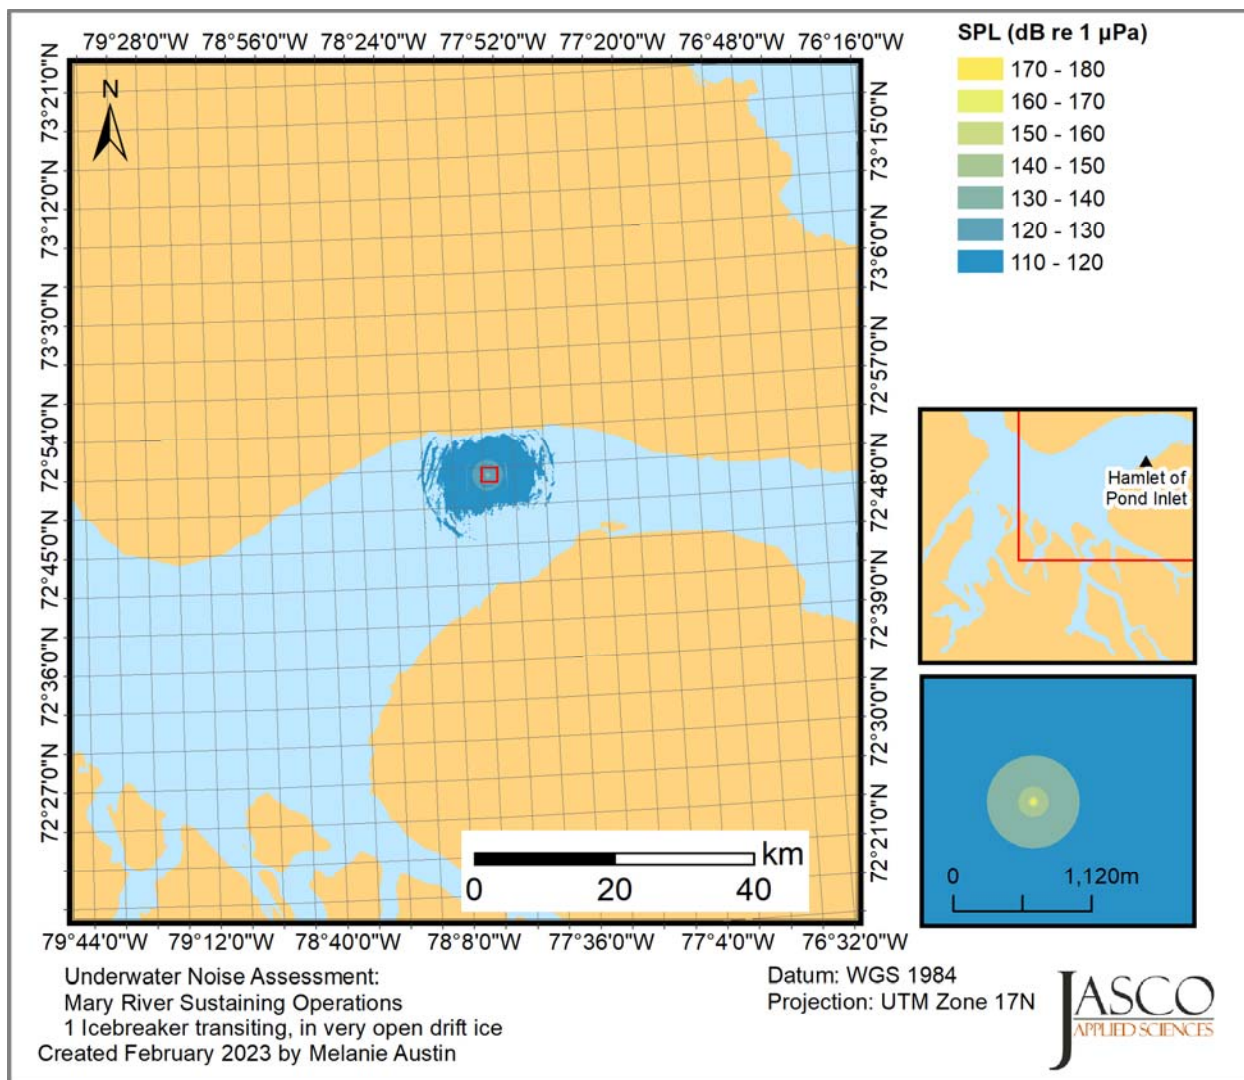 79°28'0"W 78°56'0"W 78°24'0"W 77°52'0"W 77°20'0"W 76°48'0"W 76°16'0"W
SPL (dB re 1 µPa)
170 - 180
160 - 170
150 - 160
140 - 150
130 - 140
120 - 130
110 - 120
N
73°21'0"N
73°12'0"N
73°3'0"N
72°54'0"N
72°45'0"N
72°36'0"N
72°27'0"N
73°15'0"N
73°6'0"N
72°57'0"N
72°48'0"N
72°39'0"N
72°30'0"N
72°21'0"N
km
0 20 40
Hamlet of
Pond Inlet
0 1,120m
79°44'0"W 79°12'0"W 78°40'0"W 78°8'0"W 77°36'0"W 77°4'0"W 76°32'0"W
Underwater Noise Assessment:
Mary River Sustaining Operations
1 Icebreaker transiting, in very open drift ice
Created February 2023 by Melanie Austin
Datum: WGS 1984
Projection: UTM Zone 17N
JASCO
APPLIED SCIENCES